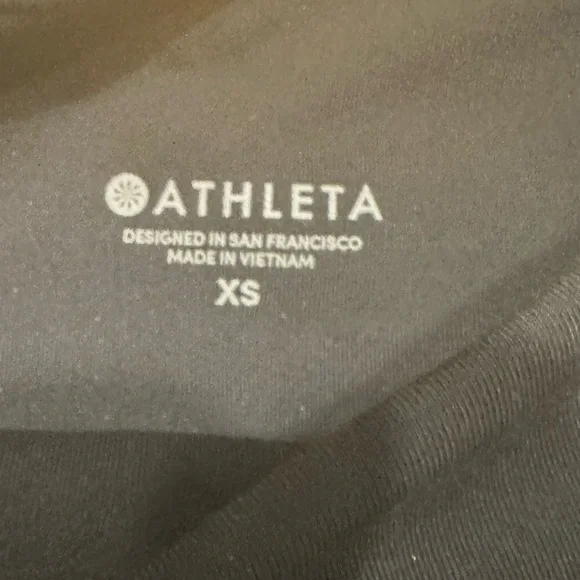 ATHLETA
DESIGNED IN SAN FRANCISCO
MADE IN VIETNAM
XS